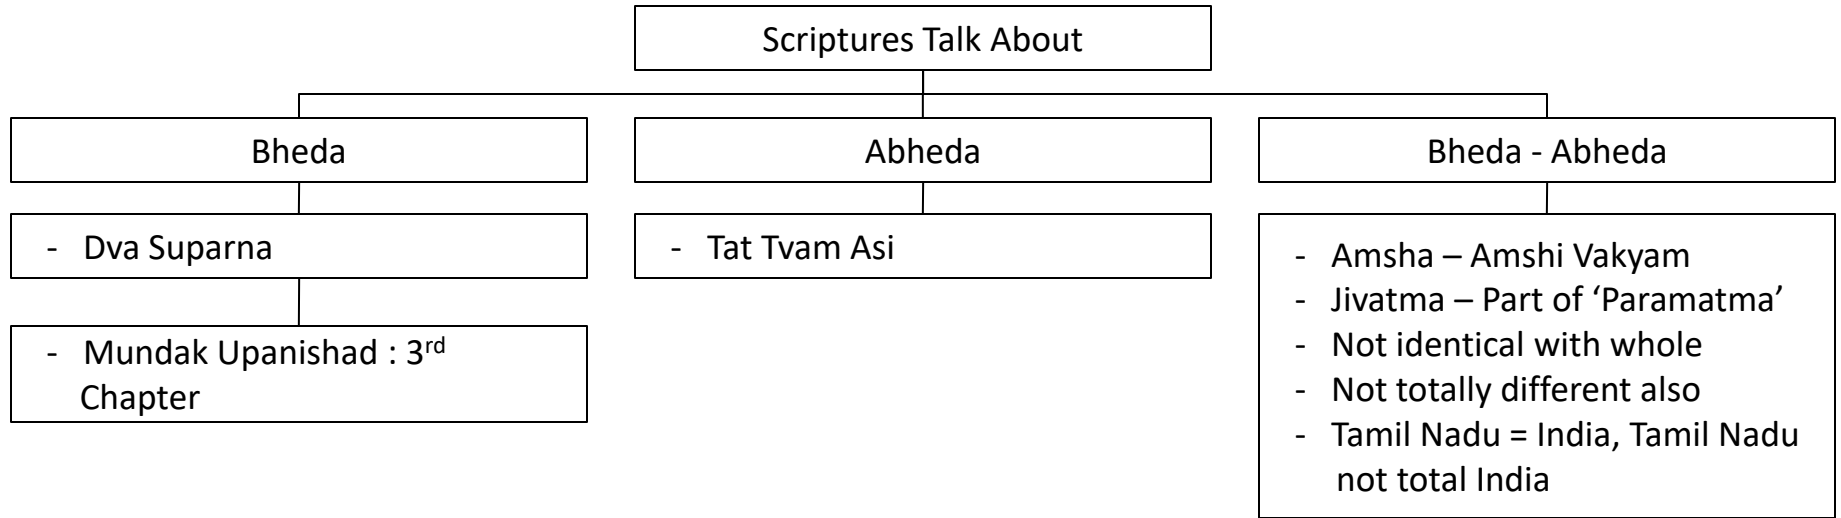 Scriptures Talk About
Bheda
Abheda
Bheda - Abheda
- Dva Suparna
- Tat Tvam Asi
- Mundak Upanishad : 3rd
Chapter
- Amsha – Amshi Vakyam
- Jivatma – Part of ‘Paramatma’
- Not identical with whole
- Not totally different also
- Tamil Nadu = India, Tamil Nadu
not total India